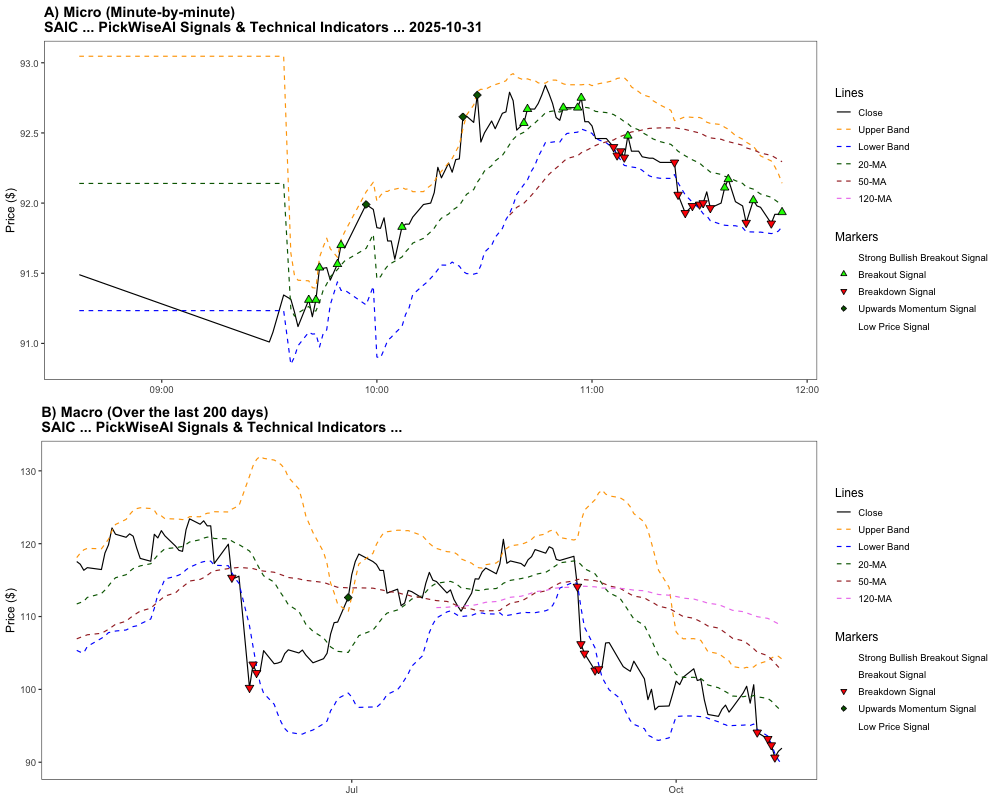 A) Micro (Minute-by-minute)
SAIC ... PickWiseAI Signals & Technical Indicators ... 2025-10-31
Price ($)
93.0
92.5
92.0
91.5
91.0
09:00
10:00
11:00
12:00
Lines
Close
Upper Band
Lower Band
20-MA
50-MA
120-MA
Markers
Strong Bullish Breakout Signal
Breakout Signal
Breakdown Signal
Upwards Momentum Signal
Low Price Signal
B) Macro (Over the last 200 days)
SAIC ... PickWiseAI Signals & Technical Indicators ...
Price ($)
130
120
110
100
90
Jul
Oct
Lines
Close
Upper Band
Lower Band
20-MA
50-MA
120-MA
Markers
Strong Bullish Breakout Signal
Breakout Signal
Breakdown Signal
Upwards Momentum Signal
Low Price Signal